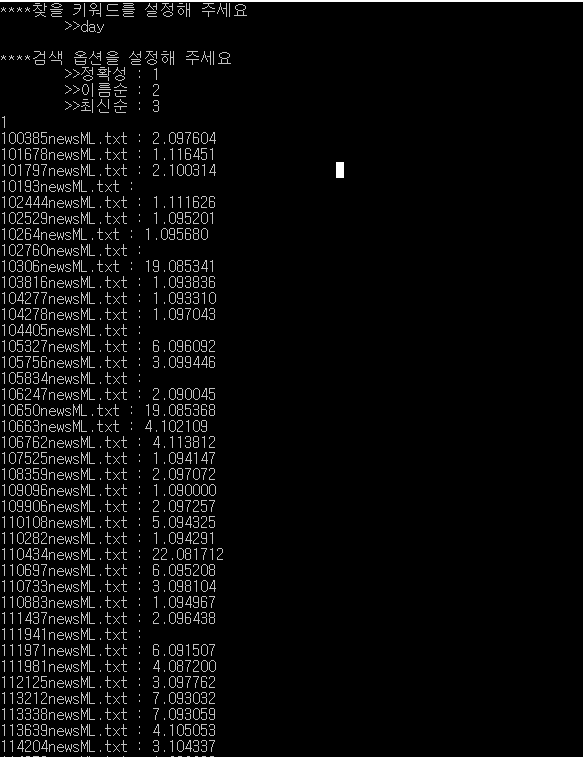 ****찾을 키워드를 설정해 주세요
>>day
****검색 옵션을 설정해 주세요
>>정확성 : 1
>>이름순 : 2
>>최신순 : 3
1
100385newsML.txt : 2.097604
101678newsML.txt : 1.116451
101797newsML.txt : 2.100314
10193newsML.txt :
102444newsML.txt : 1.111626
102529newsML.txt : 1.095201
10264newsML.txt : 1.095680
102760newsML.txt :
10306newsML.txt : 19.085341
103816newsML.txt : 1.093836
104277newsML.txt : 1.093310
104278newsML.txt : 1.097043
104405newsML.txt :
105327newsML.txt : 6.096092
105756newsML.txt : 3.099446
105834newsML.txt :
106247newsML.txt : 2.090045
10650newsML.txt : 19.085368
10663newsML.txt : 4.102109
106762newsML.txt : 4.113812
107525newsML.txt : 1.094147
108359newsML.txt : 2.097072
109096newsML.txt : 1.090000
109906newsML.txt : 2.097257
110108newsML.txt : 5.094325
110282newsML.txt : 1.094291
110434newsML.txt : 22.081712
110697newsML.txt : 6.095208
110733newsML.txt : 3.098104
110883newsML.txt : 1.094967
111437newsML.txt : 2.096438
111941newsML.txt :
111971newsML.txt : 6.091507
111981newsML.txt : 4.087200
112125newsML.txt : 3.097762
113212newsML.txt : 7.093032
113338newsML.txt : 7.093059
113639newsML.txt : 4.105053
114204newsML.txt : 3.104337